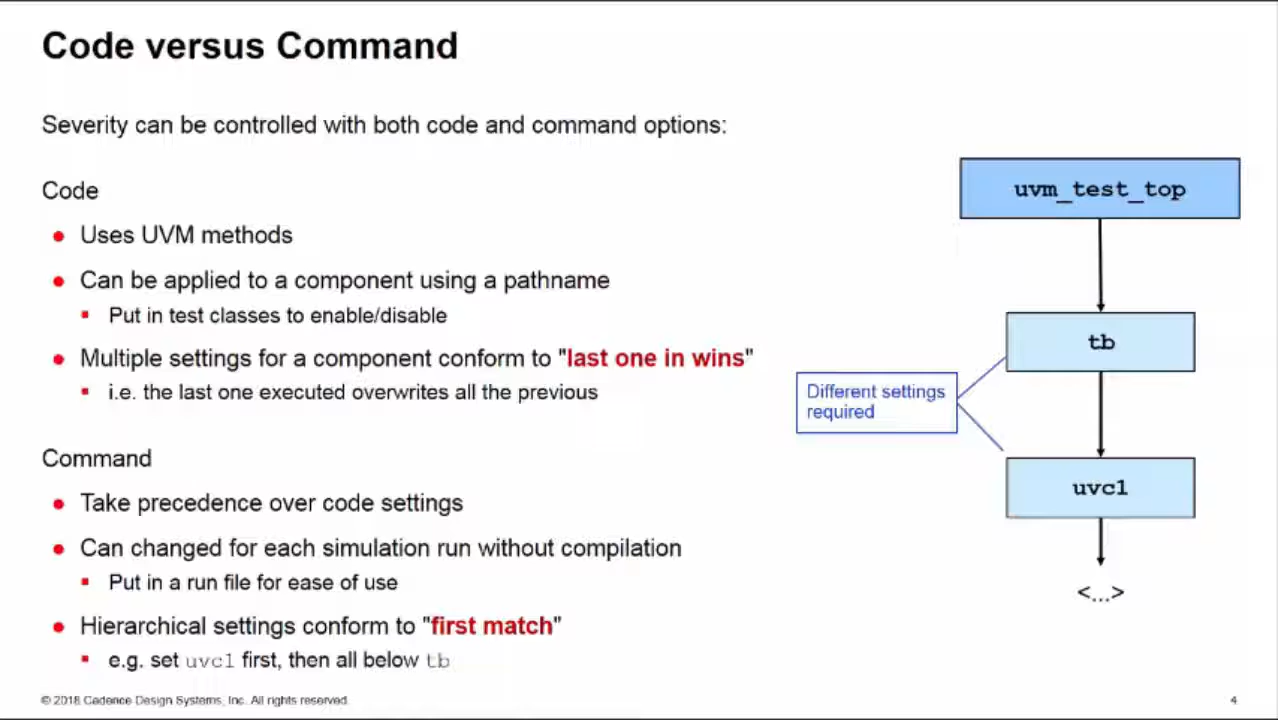 Code versus Command
Severity can be controlled with both code and command options:
Code
● Uses UVM methods
● Can be applied to a component using a pathname
▪ Put in test classes to enable/disable
● Multiple settings for a component conform to "last one in wins"
▪ i.e. the last one executed overwrites all the previous
Command
● Take precedence over code settings
● Can changed for each simulation run without compilation
▪ Put in a run file for ease of use
● Hierarchical settings conform to "first match"
▪ e.g. set uvc1 first, then all below tb
uvm_test_top
tb
Different settings
required
uvc1
<...>
© 2018 Cadence Design Systems, Inc. All rights reserved.
4